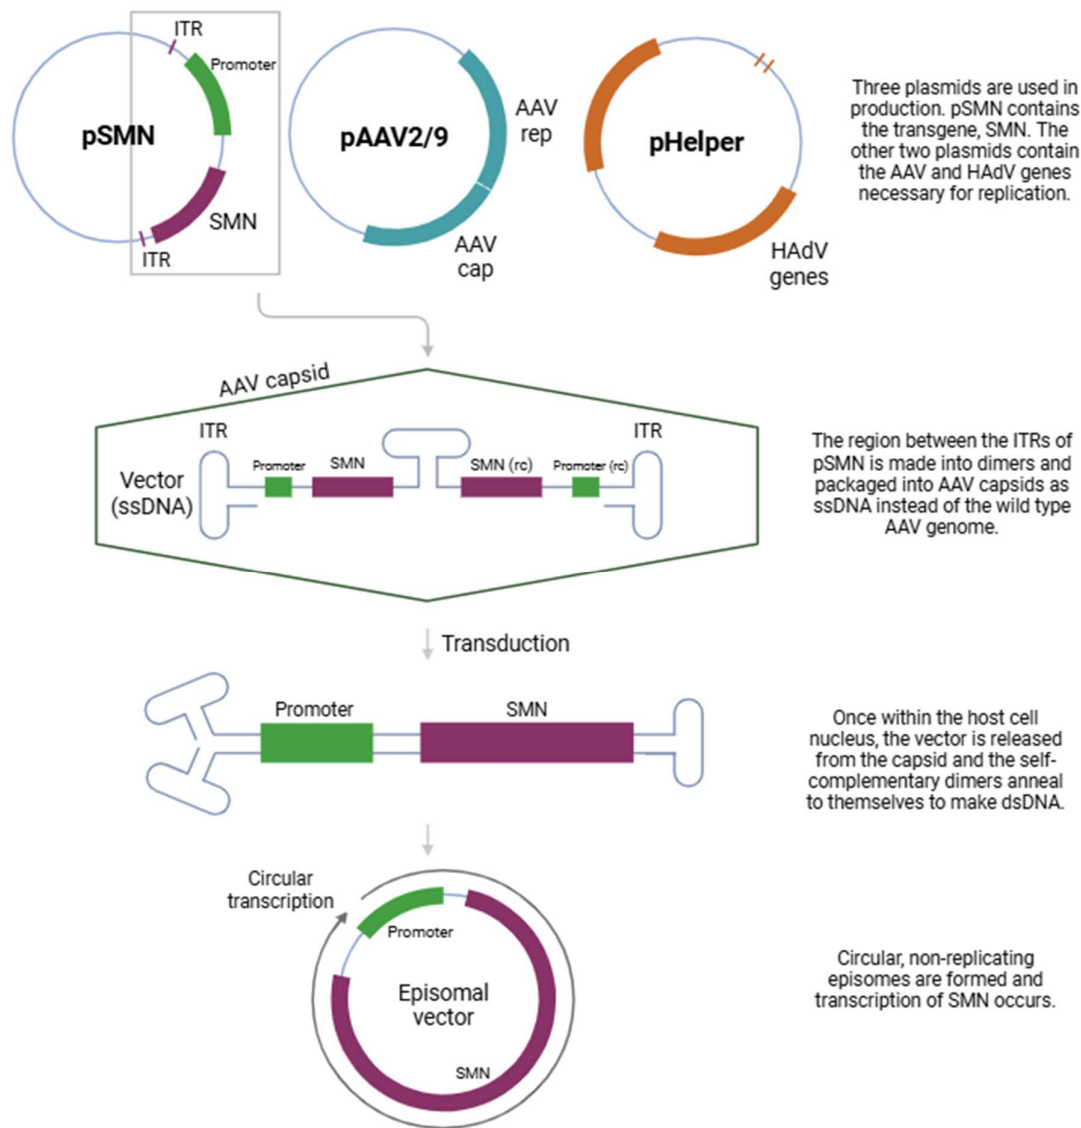 ITR
Promoter
pSMN
SMN
ITR
pAAV2/9
AAV
rep
AAV
cap
pHelper
HAdV
genes
Three plasmids are used in
production. pSMN contains
the transgene, SMN. The
other two plasmids contain
the AAV and HAdV genes
necessary for replication.
AAV capsid
ITR
Vector
(ssDNA)
Promoter
SMN
SMN (rc)
Promoter (rc)
ITR
The region between the ITRs of
pSMN is made into dimers and
packaged into AAV capsids as
ssDNA instead of the wild type
AAV genome.
Transduction
Promoter
SMN
Once within the host cell
nucleus, the vector is released
from the capsid and the self-
complementary dimers anneal
to themselves to make dsDNA.
Circular
transcription
Promoter
Episomal
vector
SMN
Circular, non-replicating
episomes are formed and
transcription of SMN occurs.